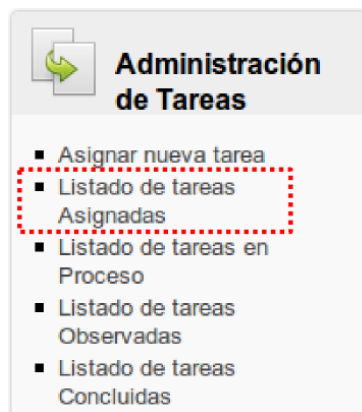 Administración
de Tareas
Asignar nueva tarea
Listado de tareas
Asignadas
Listado de tareas en
Proceso
Listado de tareas
Observadas
Listado de tareas
Concluidas